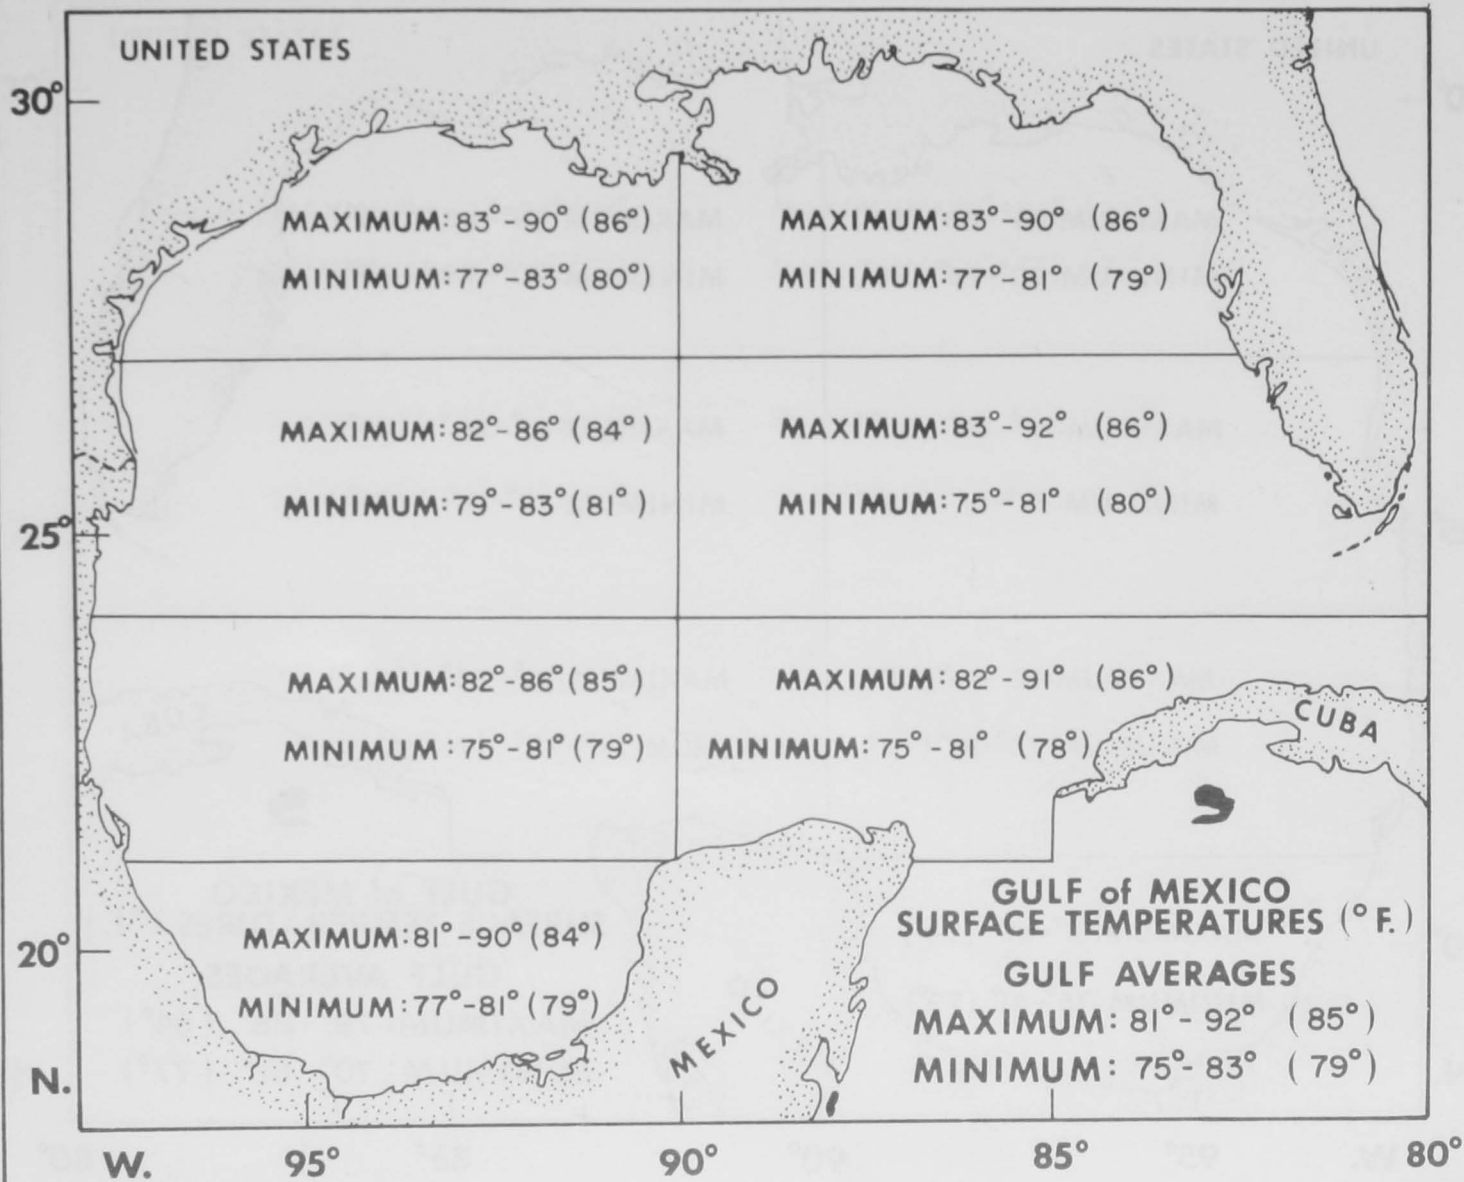 UNITED STATES
30°
MAXIMUM: 83°-90° (86°)
MINIMUM: 77°-83° (80°)
MAXIMUM: 83°-90° (86°)
MINIMUM: 77°-81° (79°)
MAXIMUM: 82°-86° (84°)
MINIMUM: 79°-83° (81°)
MAXIMUM: 83°-92° (86°)
MINIMUM: 75°-81° (80°)
25°
MAXIMUM: 82°-86° (85°)
MINIMUM: 75°-81° (79°)
MAXIMUM: 82°-91° (86°)
MINIMUM: 75°-81° (78°)
CUBA
20°
MAXIMUM: 81°-90° (84°)
MINIMUM: 77°-81° (79°)
MEXICO
GULF of MEXICO
SURFACE TEMPERATURES (°F.)
GULF AVERAGES
MAXIMUM: 81°-92° (85°)
MINIMUM: 75°-83° (79°)
N.
W. 95° 90° 85° 80°